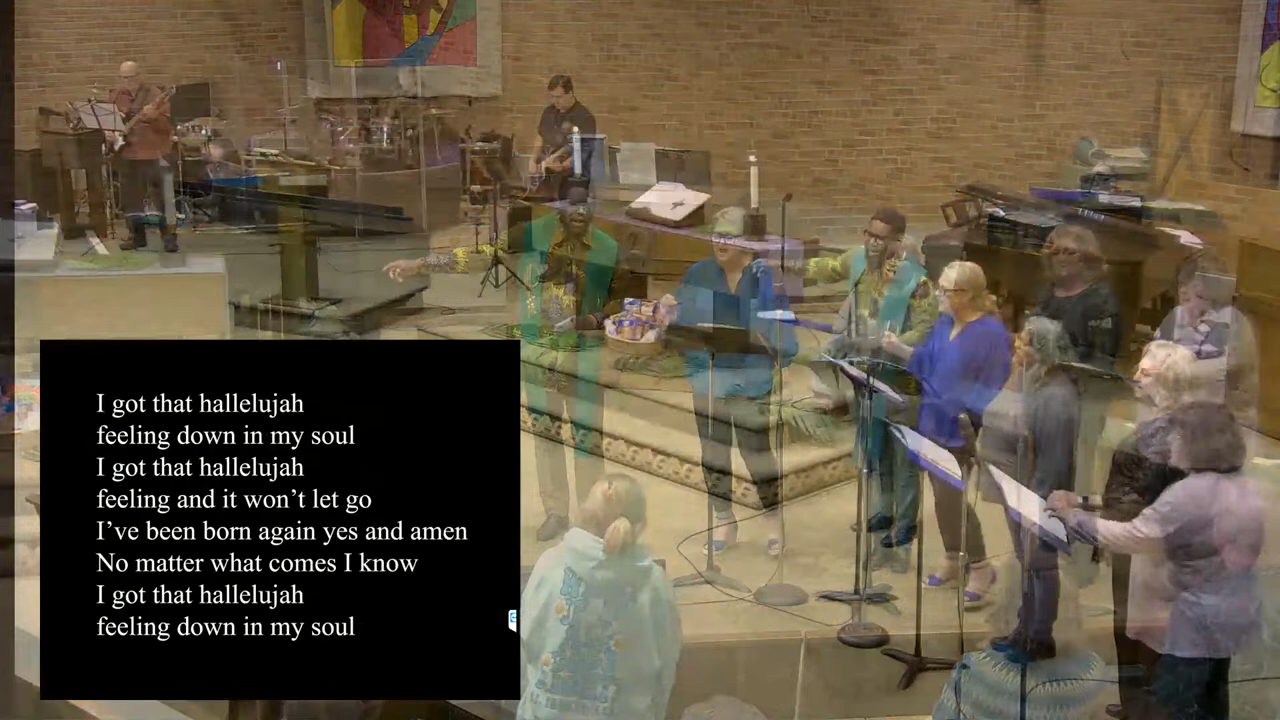 I got that hallelujah
feeling down in my soul
I got that hallelujah
feeling and it won’t let go
I’ve been born again yes and amen
No matter what comes I know
I got that hallelujah
feeling down in my soul